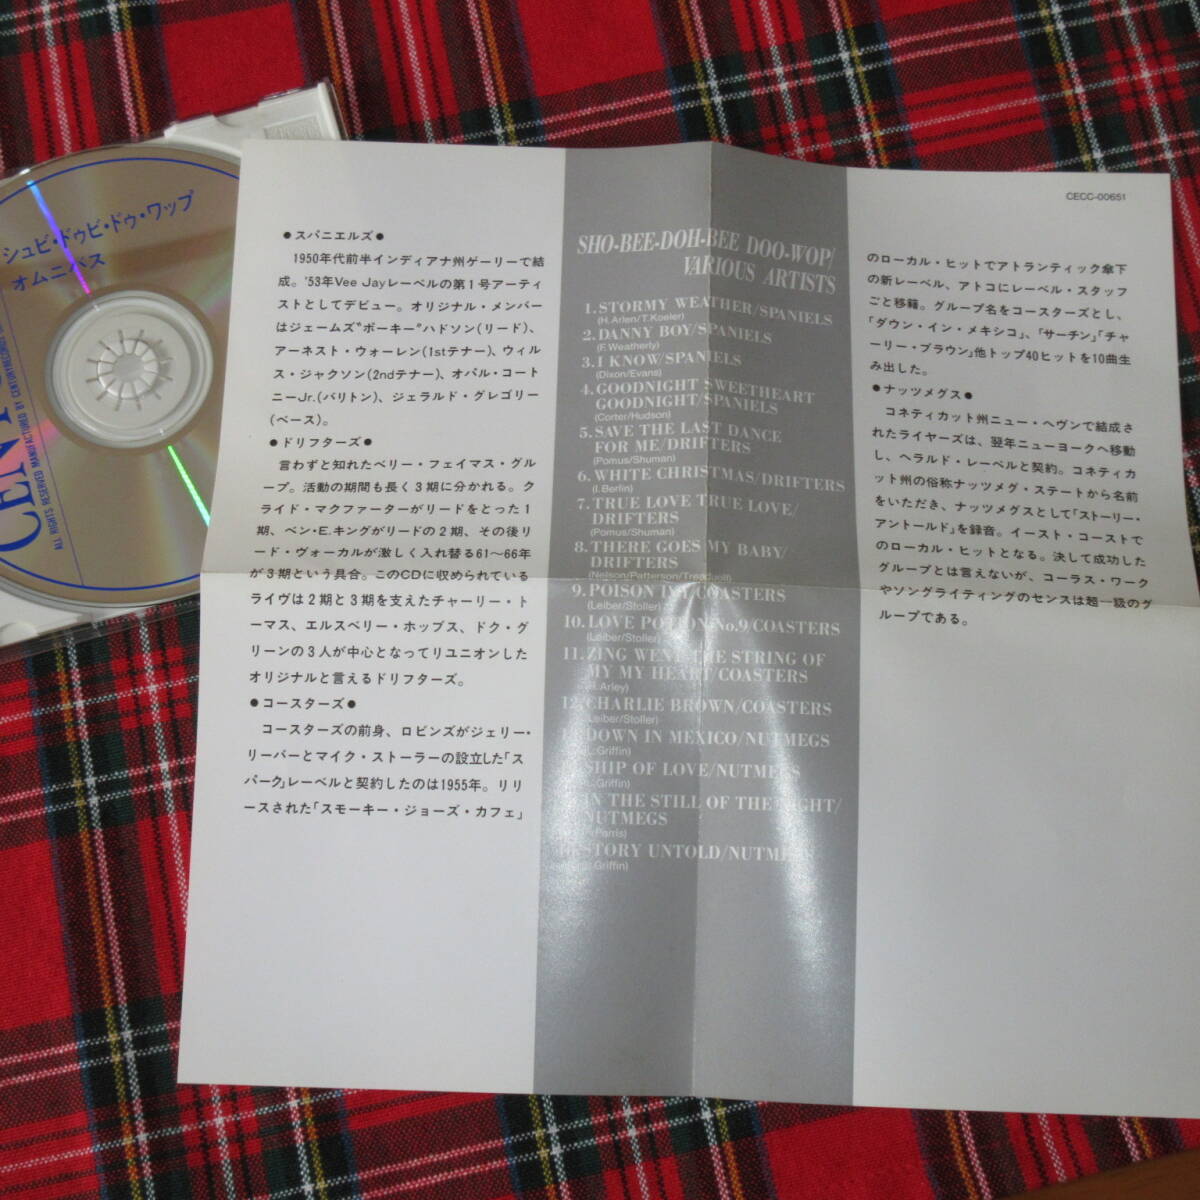 シュビ・ドゥビ・ドゥ・ワップ
オムニバス
● スパニエルズ ●
1950年代前半インディアナ州ゲーリーで結
成。'53年Vee Jayレーベルの第1号アーティ
ストとしてデビュー。オリジナル・メンバー
はジェームズ"ポーキー"ハドソン(リード)、
アーネスト・ウォーレン(1stテナー)、ウィル
ス・ジャクソン(2ndテナー)、オパル・コート
ニーJr.(バリトン)、ジェラルド・グレゴリー
(ベース)。
● ドリフターズ ●
言わずと知れたベリー・フェイマス・グル
ープ。活動の期間も長く3期に分かれる。ク
ライド・マクファーターがリードをとった1
期、ベン・E.キングがリードの2期、その後リ
ード・ヴォーカルが激しく入れ替る61〜66年
が3期という具合。このCDに収められている
ライヴは2期と3期を支えたチャーリー・ト
ーマス、エルスベリー・ホッブス、ドク・グ
リーンの3人が中心となってリユニオンした
オリジナルと言えるドリフターズ。
● コースターズ ●
コースターズの前身、ロビンズがジェリー・
リーバーとマイク・ストーラーの設立した「ス
パーク」レーベルと契約したのは1955年。リリ
ースされた「スモーキー・ジョーズ・カフェ」
SHO-BEE-DOH-BEE DOO-WOP/
VARIOUS ARTISTS
1. STORMY WEATHER/SPANIELS
(H.Arlen/T.Koeler)
2. DANNY BOY/SPANIELS
(F.Weatherly)
3. I KNOW/SPANIELS
(Dixon/Evans)
4. GOODNIGHT SWEETHEART
GOODNIGHT/SPANIELS
(Corter/Hudson)
5. SAVE THE LAST DANCE
FOR ME/DRIFTERS
(Pomus/Shuman)
6. WHITE CHRISTMAS/DRIFTERS
(I.Berlin)
7. TRUE LOVE TRUE LOVE/
DRIFTERS
(Pomus/Shuman)
8. THERE GOES MY BABY/
DRIFTERS
(Nelson/Patterson/Treadwell)
9. POISON IVY/COASTERS
(Leiber/Stoller)
10. LOVE POTION No.9/COASTERS
(Leiber/Stoller)
11. ZING WENT THE STRING OF
MY MY HEART/COASTERS
Arley)
12. CHARLIE BROWN/COASTERS
Leiber/Stoller)
DOWN IN MEXICO/NUTMEGS
Griffin)
SHIP OF LOVE/NUTMEGS
Griffin)
IN THE STILL OF THE NIGHT/
NUTMEGS
Parris)
STORY UNTOLD/NUTMEGS
Griffin)
CECC-00651
のローカル・ヒットでアトランティック傘下
の新レーベル、アトコにレーベル・スタッフ
ごと移籍。グループ名をコースターズとし、
「ダウン・イン・メキシコ」、「サーチン」「チャ
ーリー・ブラウン」他トップ40ヒットを10曲生
み出した。
● ナッツメグス ●
コネティカット州ニュー・ヘヴンで結成さ
れたライヤーズは、翌年ニューヨークへ移動
し、ヘラルド・レーベルと契約。コネティカ
ット州の俗称ナッツメグ・ステートから名前
をいただき、ナッツメグスとして「ストーリー・
アントールド」を録音。イースト・コーストで
のローカル・ヒットとなる。決して成功した
グループとは言えないが、コーラス・ワーク
やソングライティングのセンスは超一級のグ
ループである。